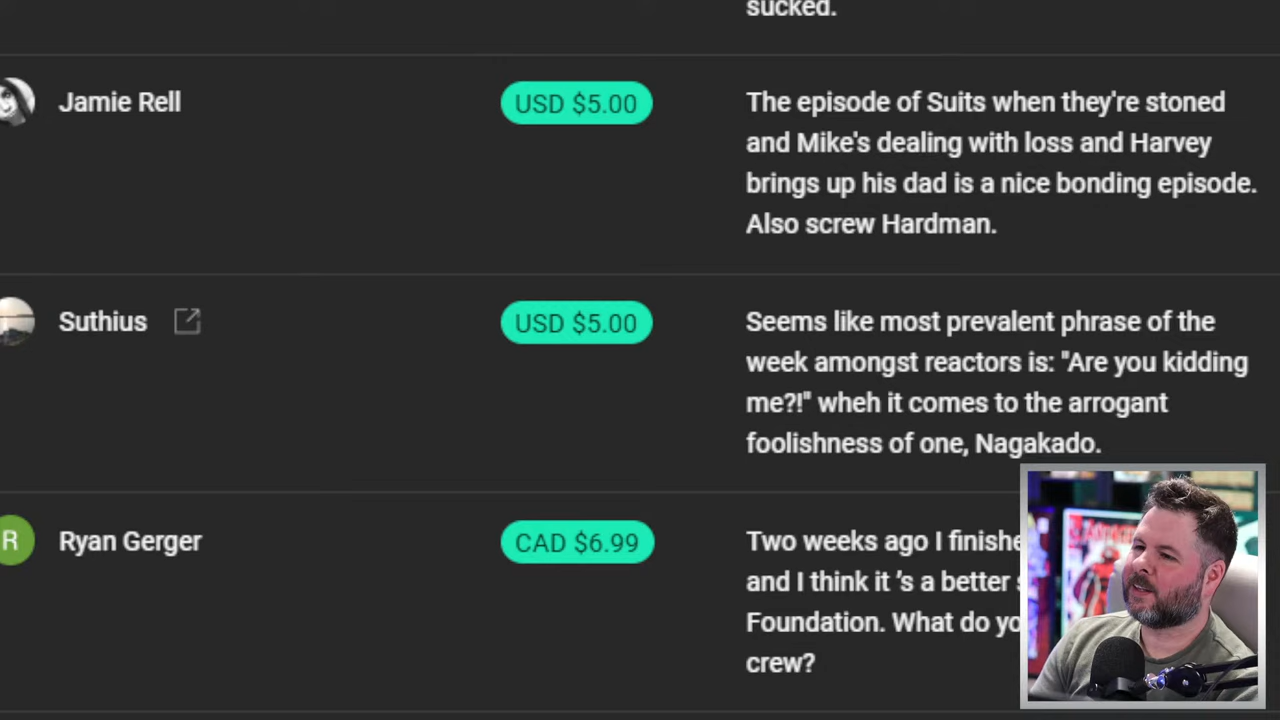 sucked.
Jamie Rell
USD $5.00
The episode of Suits when they're stoned
and Mike's dealing with loss and Harvey
brings up his dad is a nice bonding episode.
Also screw Hardman.
Suthius
USD $5.00
Seems like most prevalent phrase of the
week amongst reactors is: "Are you kidding
me?!" wheh it comes to the arrogant
foolishness of one, Nagakado.
R
Ryan Gerger
CAD $6.99
Two weeks ago I finishe
and I think it 's a better
Foundation. What do yo
crew?